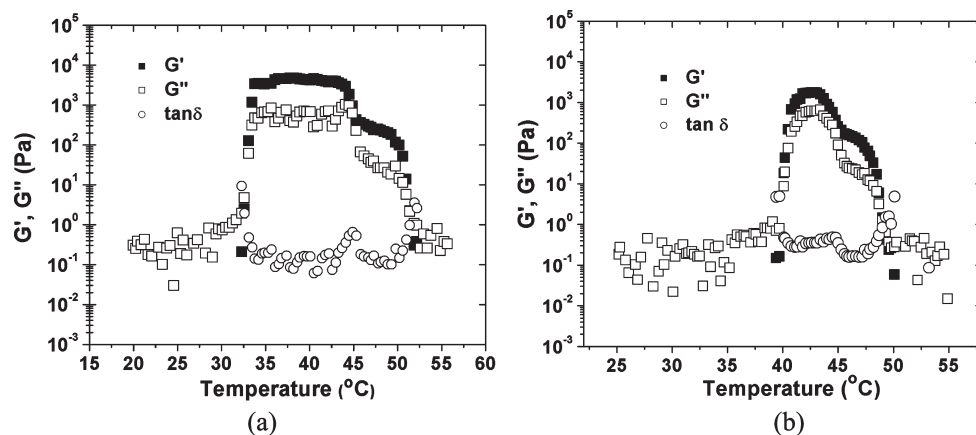 10⁵
10⁴
10³
10²
10¹
10⁰
10⁻¹
10⁻²
10⁻³
G', G'' (Pa)
G'
G''
tanδ
15 20 25 30 35 40 45 50 55 60
Temperature (°C)
(a)
10⁵
10⁴
10³
10²
10¹
10⁰
10⁻¹
10⁻²
10⁻³
G', G'' (Pa)
G'
G''
tan δ
25 30 35 40 45 50 55
Temperature (°C)
(b)